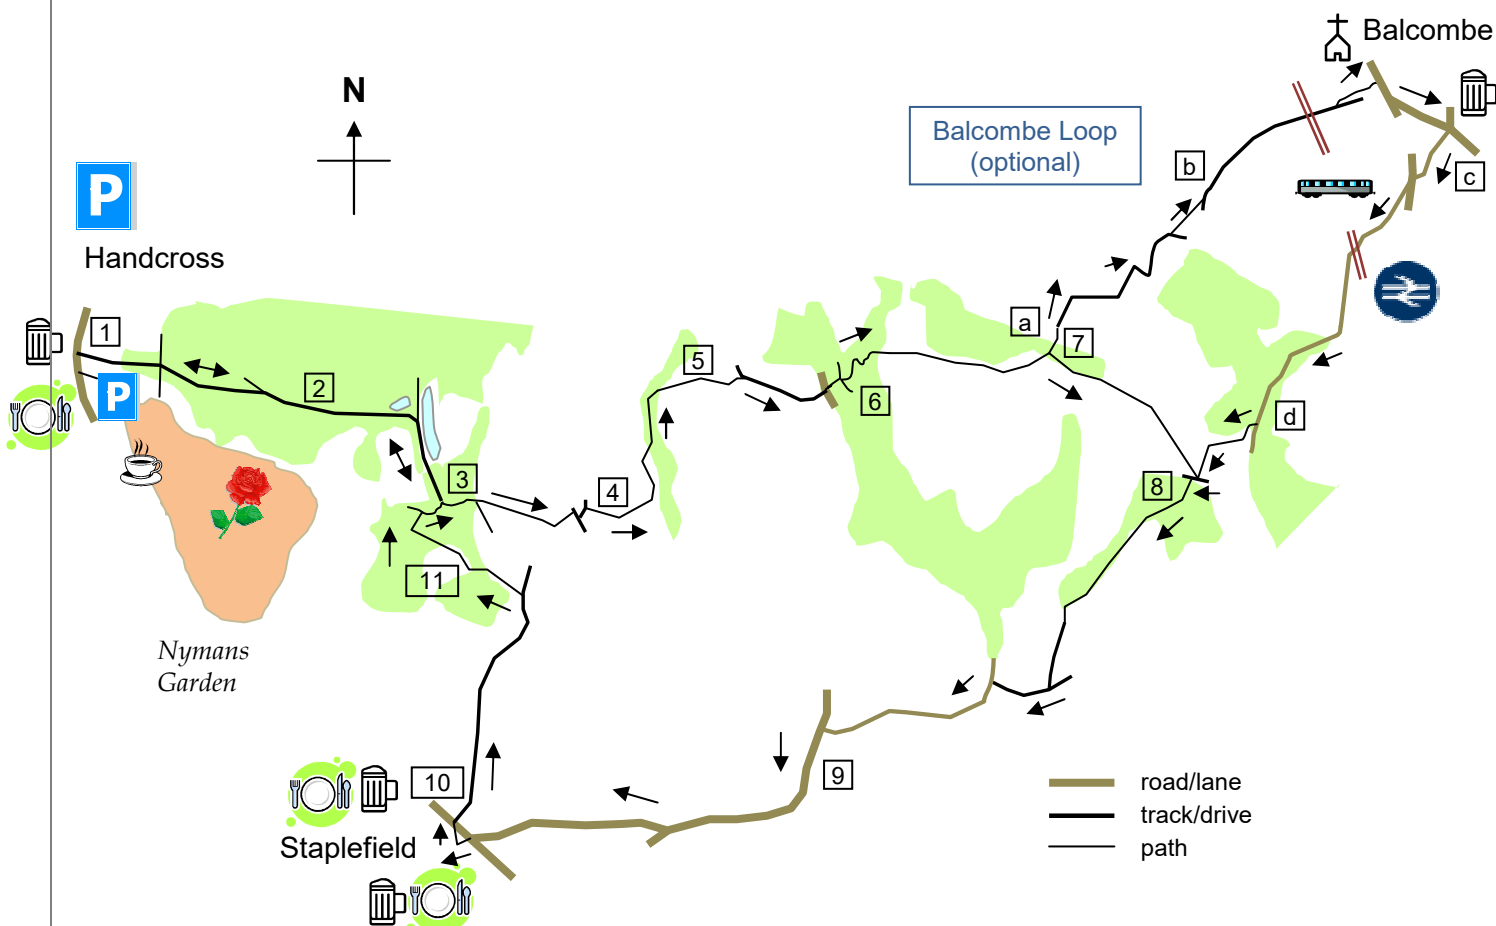 Balcombe
N
Balcombe Loop
(optional)
b
c
P
Handcross
1
a
7
5
2
P
6
d
3
4
8
11
Nymans
Garden
10
9
road/lane
track/drive
path
Staplefield